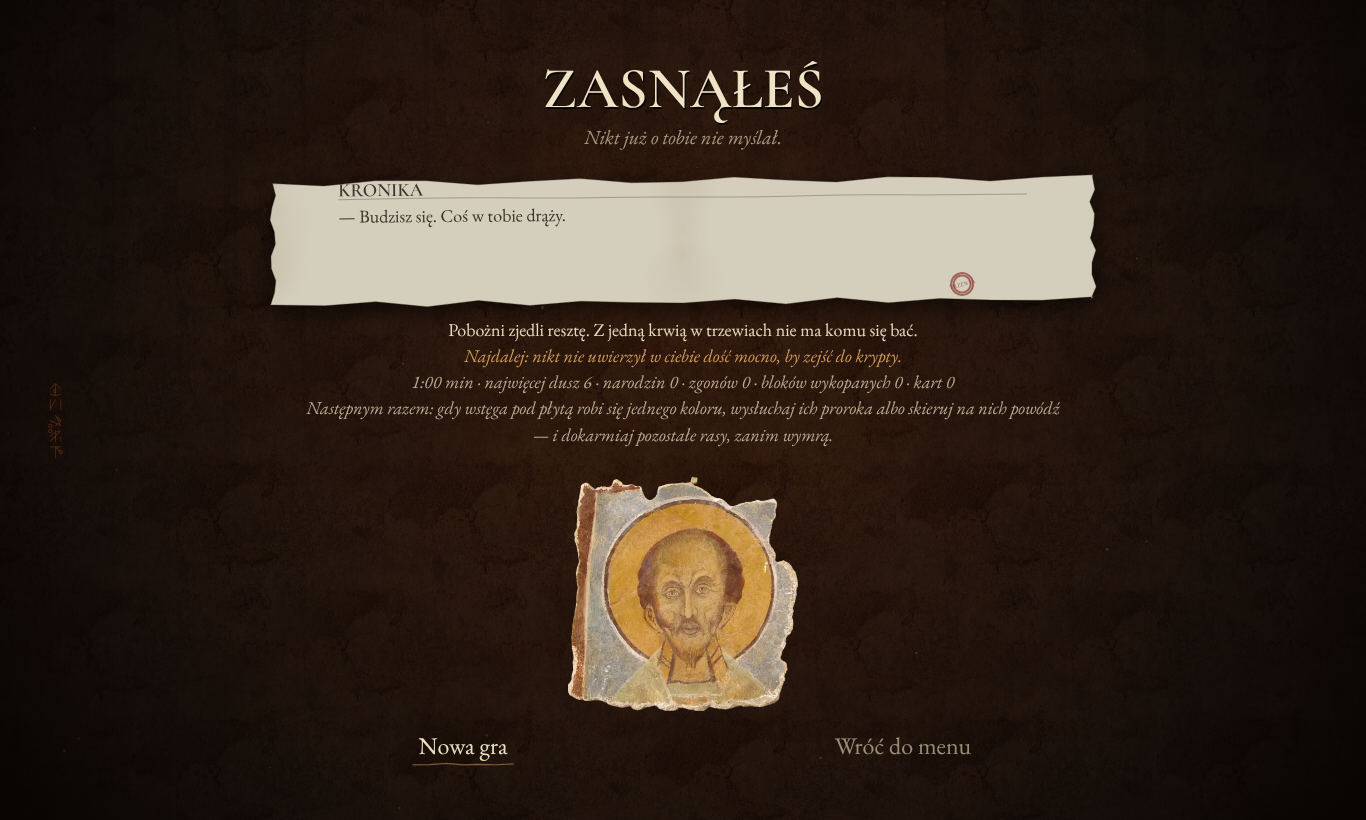 ZASNĄŁEŚ
Nikt już o tobie nie myślał.
KRONIKA
— Budzisz się. Coś w tobie drąży.
Pobożni zjedli resztę. Z jedną krwią w trzewiach nie ma komu się bać.
Najdalej: nikt nie uwierzył w ciebie dość mocno, by zejść do krypty.
1:00 min · najwięcej dusz 6 · narodzin 0 · zgonów 0 · bloków wykopanych 0 · kart 0
Następnym razem: gdy wstęga pod płytą robi się jednego koloru, wysłuchaj ich proroka albo skieruj na nich powódź
— i dokarmiaj pozostałe rasy, zanim wymrą.
Nowa gra
Wróć do menu